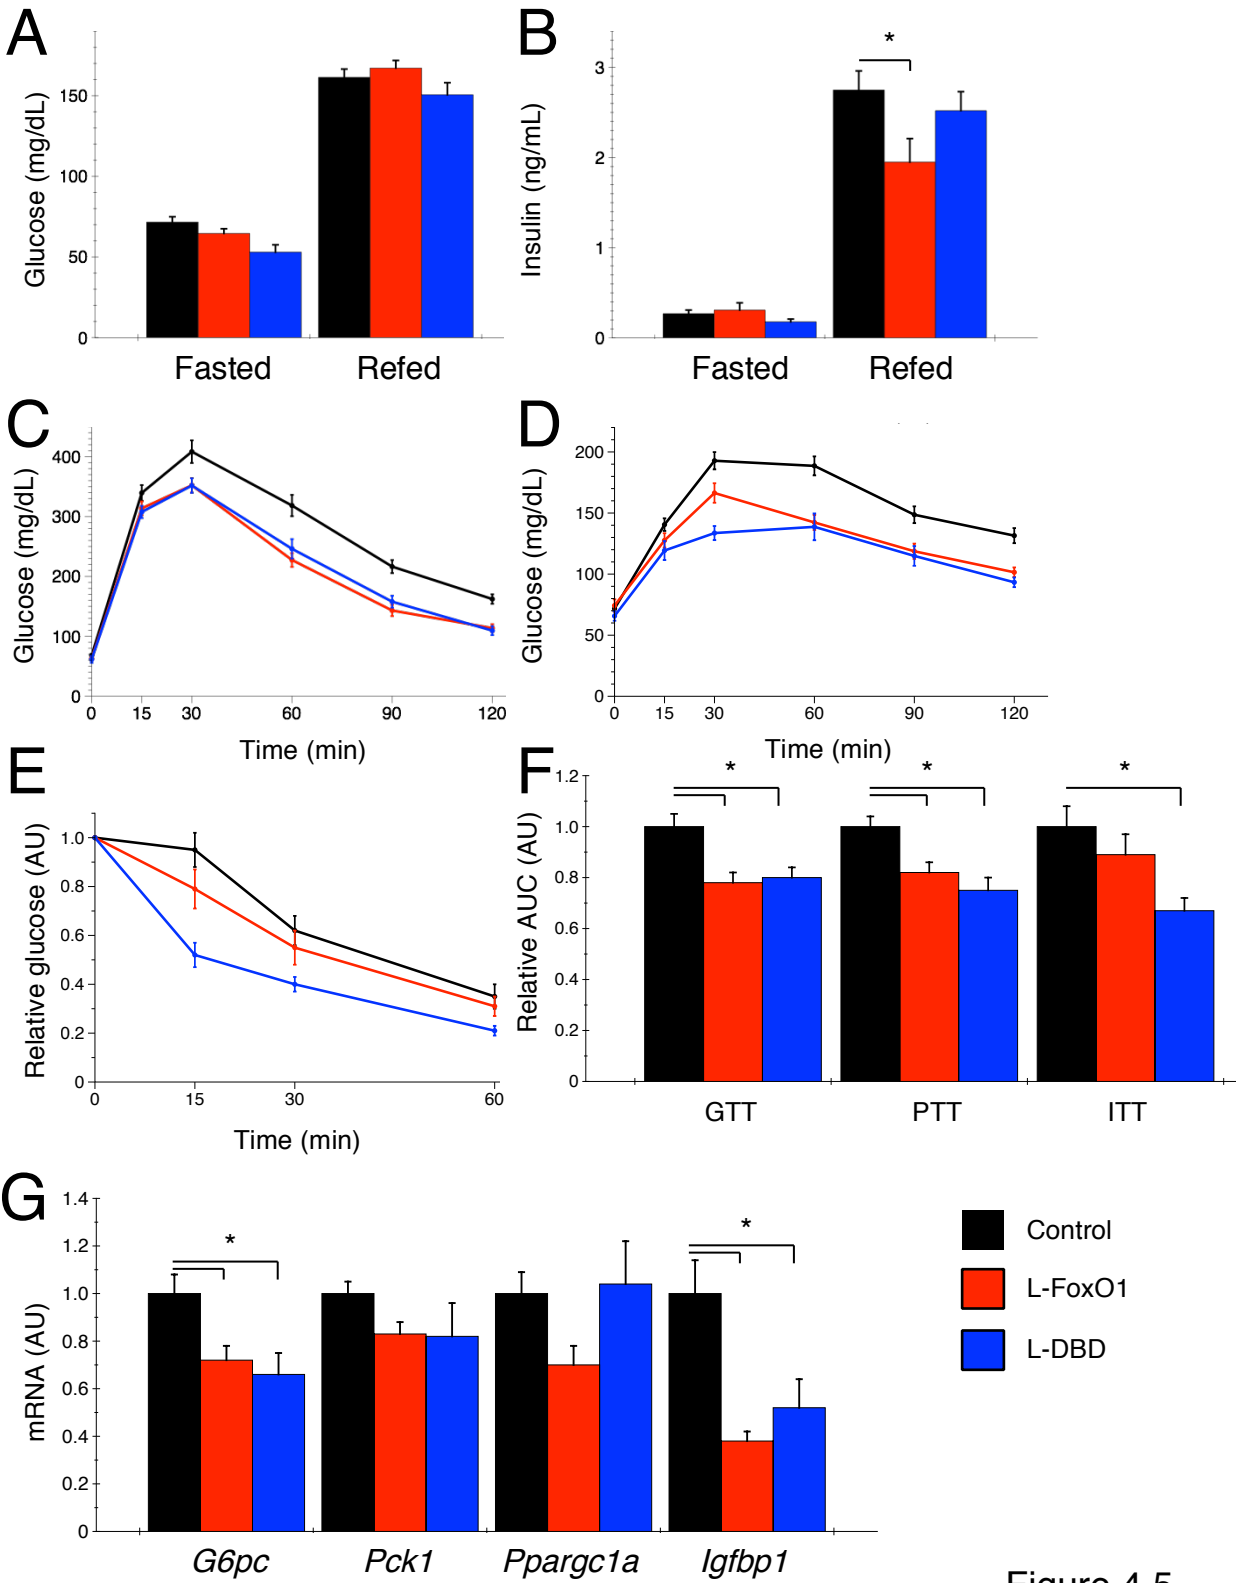 A
Glucose (mg/dL)
150
100
50
0
Fasted Refed
B
*
Insulin (ng/mL)
3
2
1
0
Fasted Refed
C
Glucose (mg/dL)
400
300
200
100
0
0 15 30 60 90 120
Time (min)
D
Glucose (mg/dL)
200
150
100
50
0
0 15 30 60 90 120
Time (min)
E
Relative glucose (AU)
1.0
0.8
0.6
0.4
0.2
0
0 15 30 60
Time (min)
F
Relative AUC (AU)
1.2
1.0
0.8
0.6
0.4
0.2
0
* * *
GTT PTT ITT
G
mRNA (AU)
1.4
1.2
1.0
0.8
0.6
0.4
0.2
0
* *
G6pc Pck1 Ppargc1a Igfbp1
Control
L-FoxO1
L-DBD
Figure 4.5